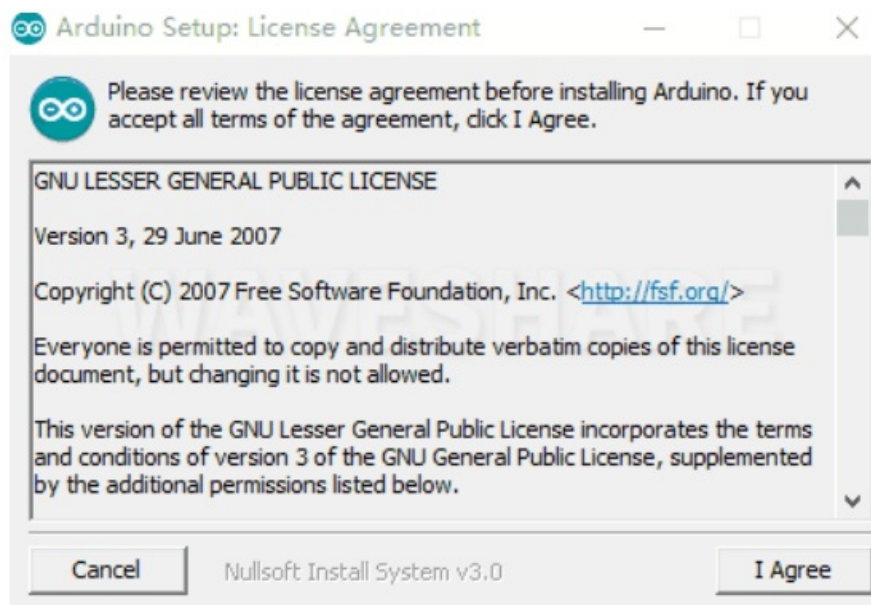 Arduino Setup: License Agreement
Please review the license agreement before installing Arduino. If you
accept all terms of the agreement, click I Agree.
GNU LESSER GENERAL PUBLIC LICENSE
Version 3, 29 June 2007
Copyright (C) 2007 Free Software Foundation, Inc. <http://fsf.org/>
WAVESHARE
Everyone is permitted to copy and distribute verbatim copies of this license
document, but changing it is not allowed.
This version of the GNU Lesser General Public License incorporates the terms
and conditions of version 3 of the GNU General Public License, supplemented
by the additional permissions listed below.
Cancel
Nullsoft Install System v3.0
I Agree